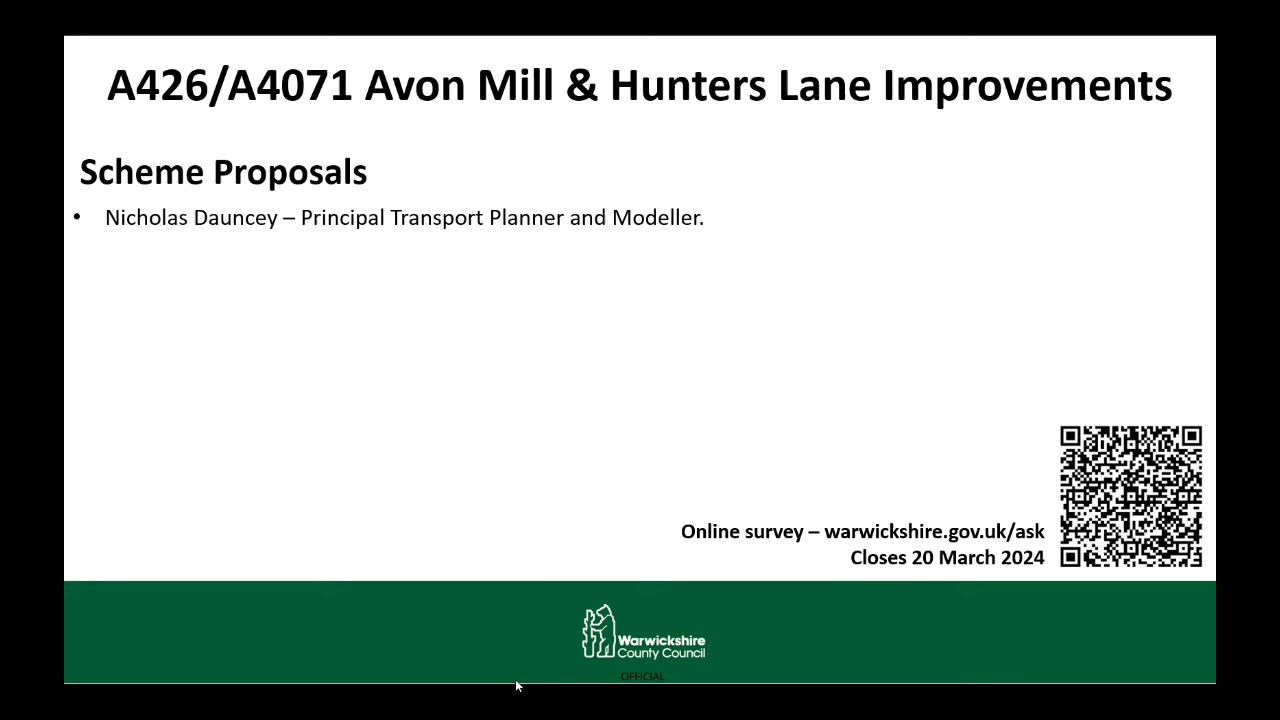 A426/A4071 Avon Mill & Hunters Lane Improvements
Scheme Proposals
• Nicholas Dauncey – Principal Transport Planner and Modeller.
Online survey – warwickshire.gov.uk/ask
Closes 20 March 2024
Warwickshire
County Council
OFFICIAL